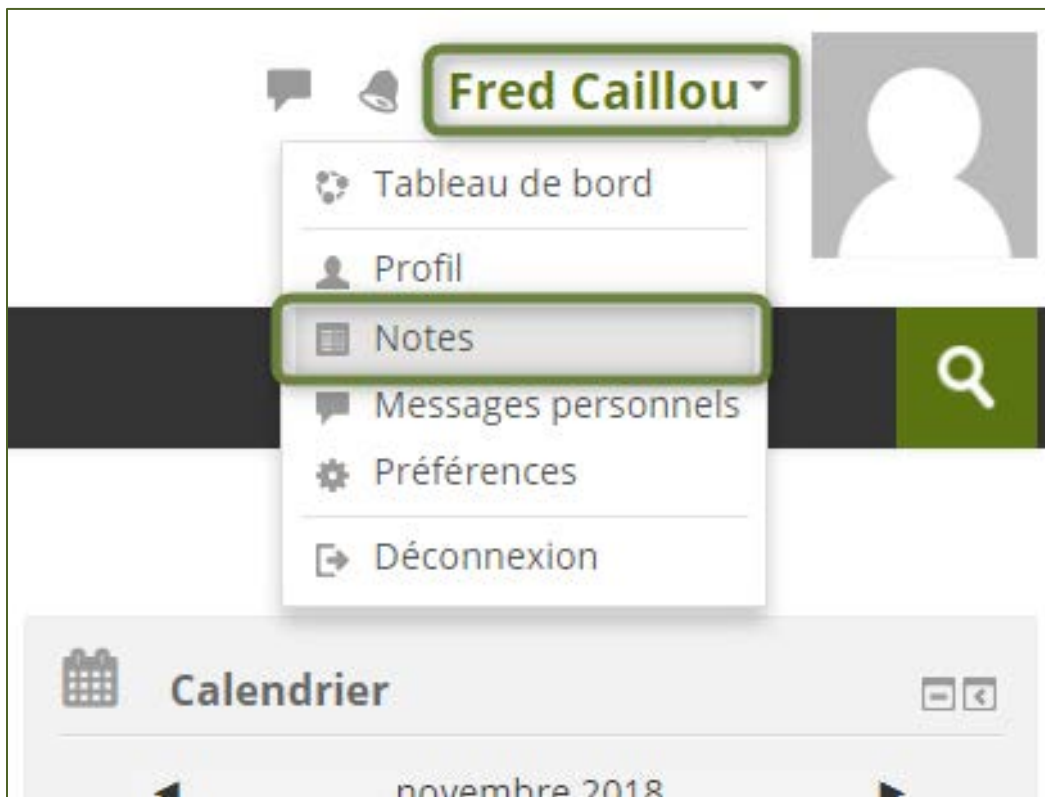 Fred Caillou
Tableau de bord
Profil
Notes
Messages personnels
Préférences
Déconnexion
Calendrier
novembre 2018